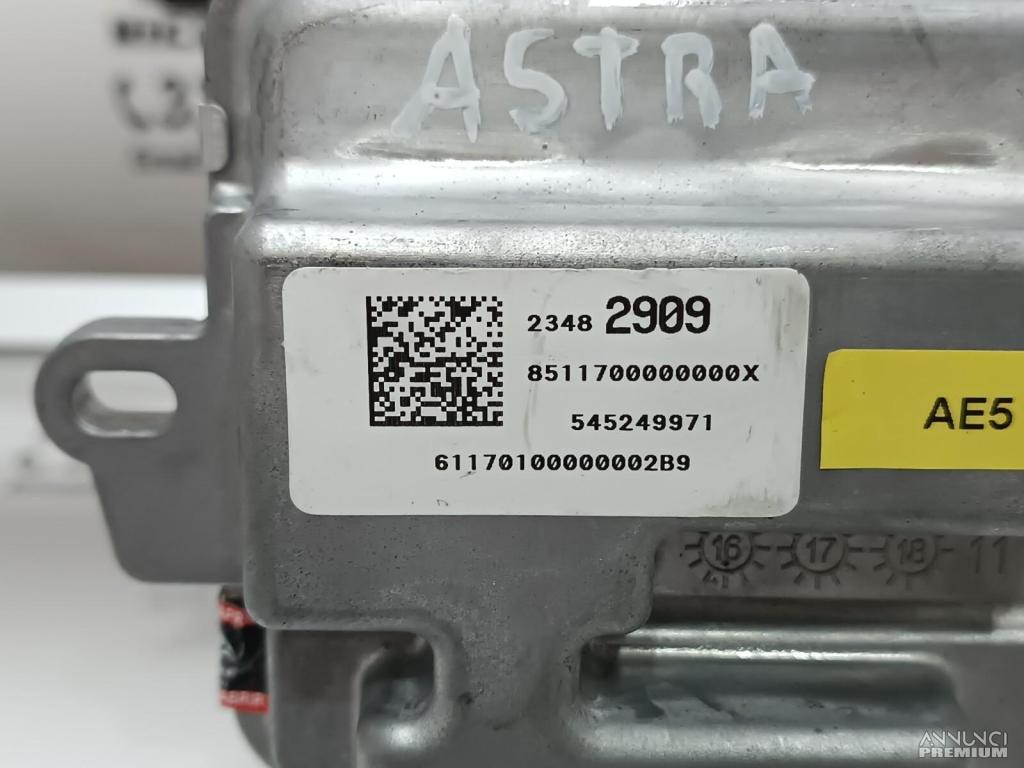 ASTRA
2348 2909
8511700000000X
545249971
61170100000002B9
AE5
16 17 18 11
ANNUNCI
PREMIUM